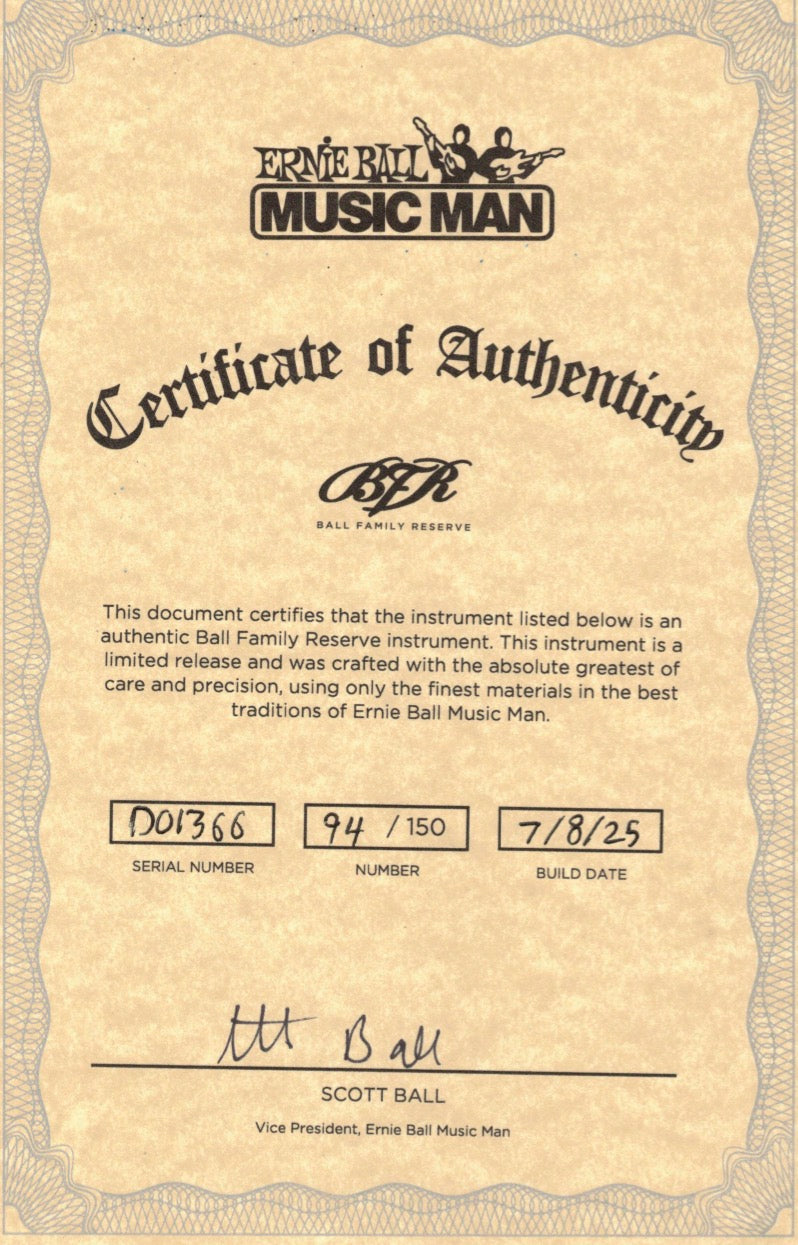 ERNIE BALL
MUSIC MAN
Certificate of Authenticity
BFR
BALL FAMILY RESERVE
This document certifies that the instrument listed below is an
authentic Ball Family Reserve instrument. This instrument is a
limited release and was crafted with the absolute greatest of
care and precision, using only the finest materials in the best
traditions of Ernie Ball Music Man.
D01366 94 / 150 7/8/25
SERIAL NUMBER NUMBER BUILD DATE
Ball
SCOTT BALL
Vice President, Ernie Ball Music Man